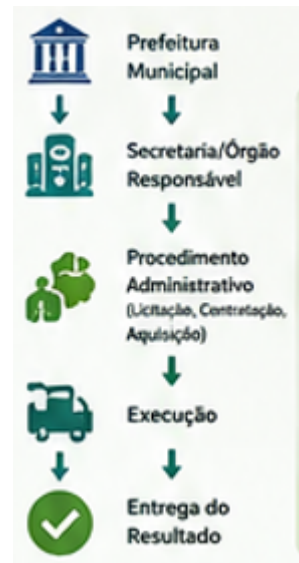 Prefeitura
Municipal
Secretaria/Órgão
Responsável
Procedimento
Administrativo
(Licitação, Contratação,
Aquisição)
Execução
Entrega do
Resultado